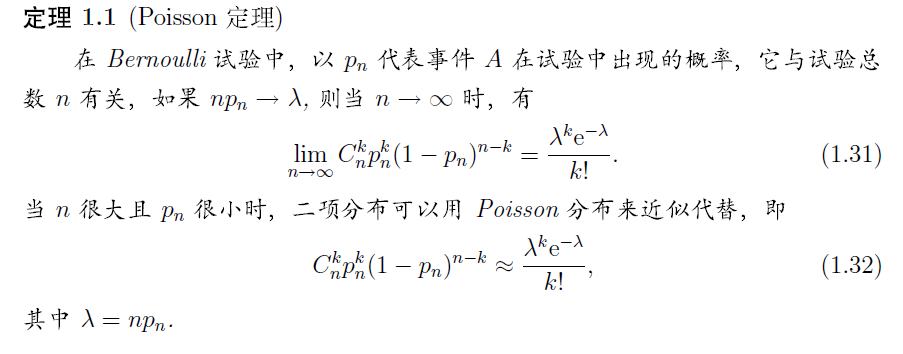 定理 1.1 (Poisson 定理)
在 Bernoulli 试验中，以 $p_n$ 代表事件 $A$ 在试验中出现的概率，它与试验总
数 $n$ 有关，如果 $np_n \to \lambda$, 则当 $n \to \infty$ 时，有
$\lim_{n\to\infty} C_n^k p_n^k (1 - p_n)^{n-k} = \frac{\lambda^k \mathrm{e}^{-\lambda}}{k!}.$ (1.31)
当 $n$ 很大且 $p_n$ 很小时，二项分布可以用 Poisson 分布来近似代替，即
$C_n^k p_n^k (1 - p_n)^{n-k} \approx \frac{\lambda^k \mathrm{e}^{-\lambda}}{k!},$ (1.32)
其中 $\lambda = np_n$.